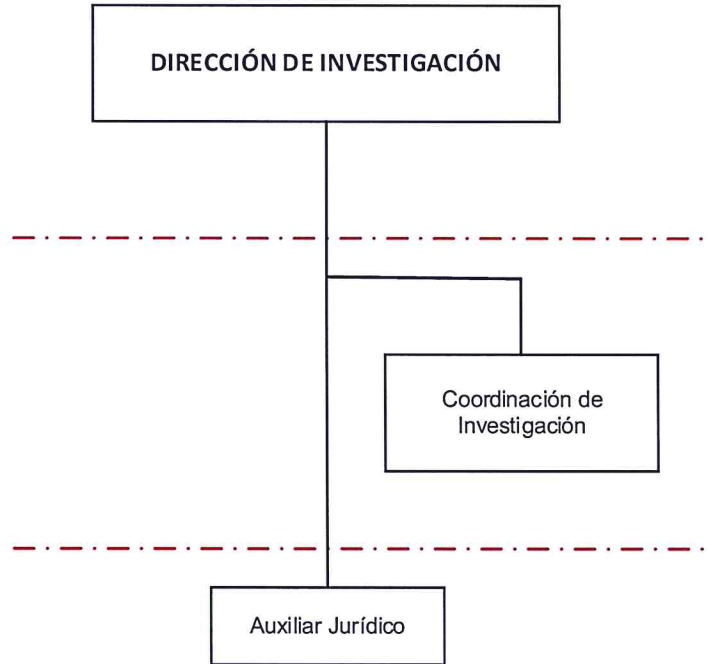 DIRECCIÓN DE INVESTIGACIÓN
Coordinación de
Investigación
Auxiliar Jurídico